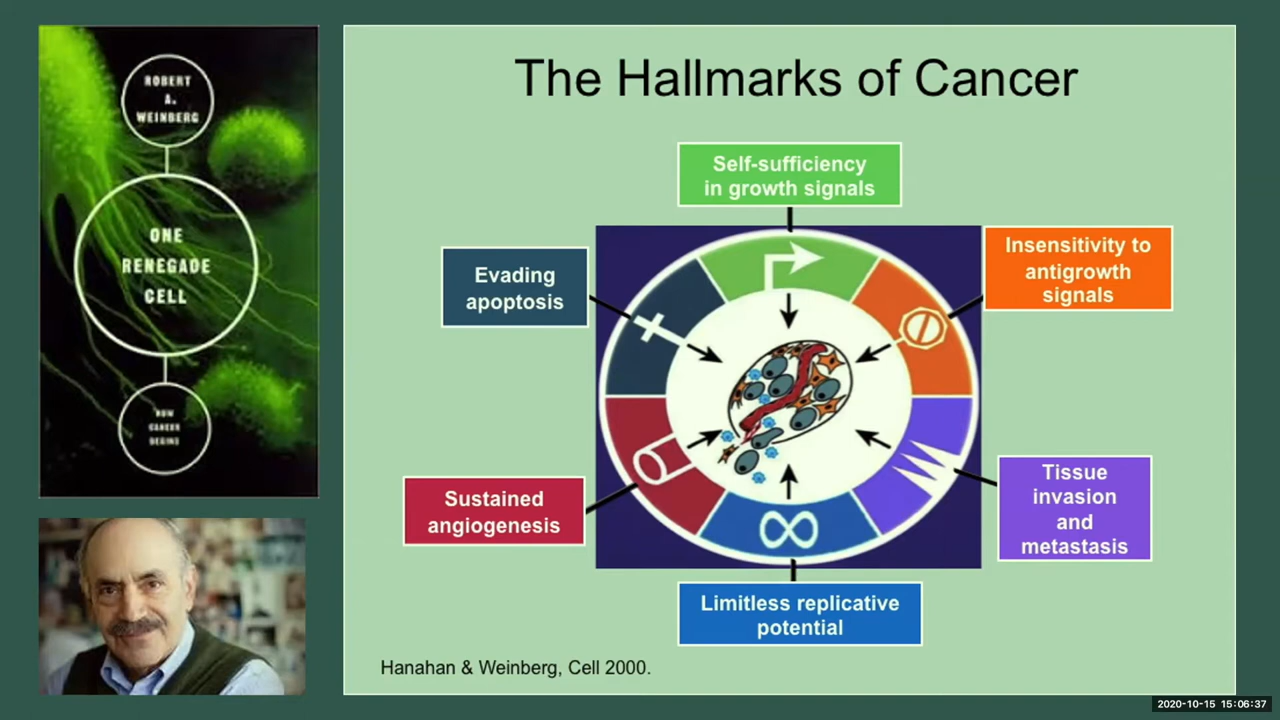 ROBERT
A.
WEINBERG
ONE
RENEGADE
CELL
HOW
CANCER
BEGINS
The Hallmarks of Cancer
Self-sufficiency
in growth signals
Evading
apoptosis
Insensitivity to
antigrowth
signals
Sustained
angiogenesis
Tissue
invasion
and
metastasis
Limitless replicative
potential
Hanahan & Weinberg, Cell 2000.
2020-10-15 15:06:37